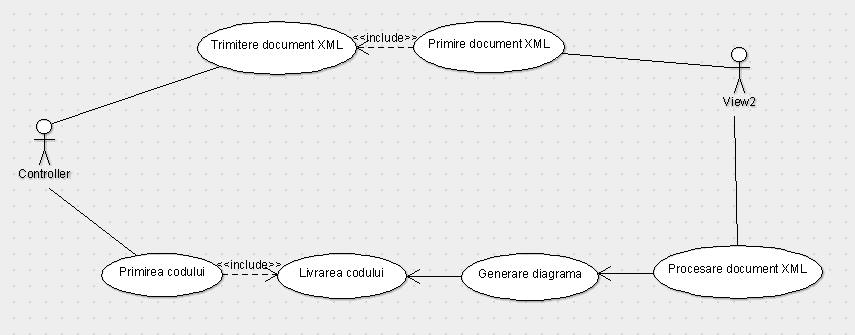 Trimitere document XML
<<include>>
Primire document XML
View2
Controller
Primirea codului
<<include>>
Livrarea codului
Generare diagrama
Procesare document XML